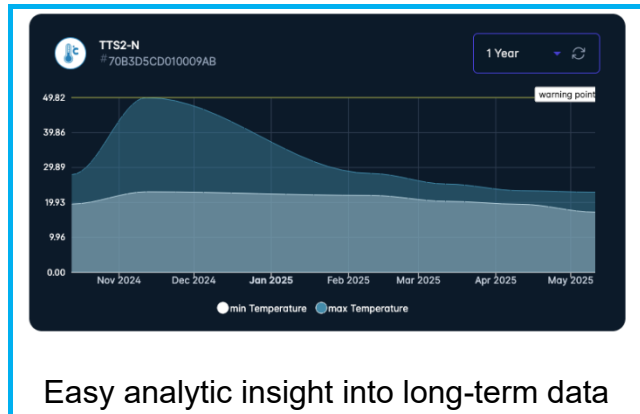 TTS2-N
#70B3D5CD010009AB
1 Year
49.82
warning point
39.86
29.89
19.93
9.96
0.00
Nov 2024 Dec 2024 Jan 2025 Feb 2025 Mar 2025 Apr 2025 May 2025
min Temperature max Temperature
Easy analytic insight into long-term data